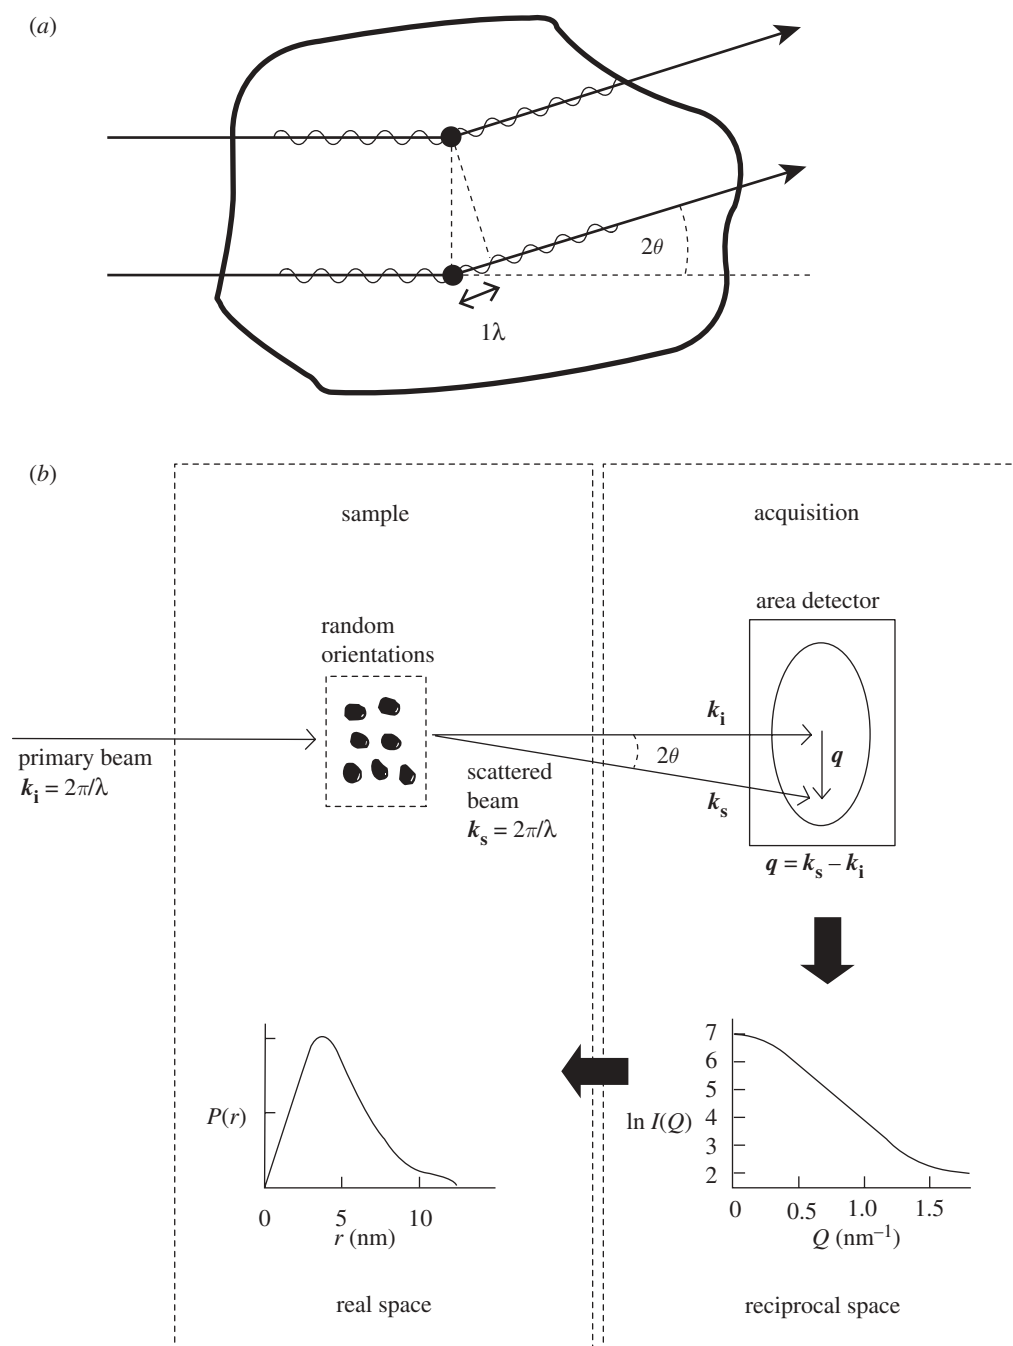 (a)
2θ
1λ
(b)
sample
acquisition
area detector
random
orientations
k_i
2θ
q
primary beam
k_i = 2π/λ
scattered
beam
k_s = 2π/λ
k_s
q = k_s – k_i
P(r)
0
5
10
r (nm)
ln I(Q)
7
6
5
4
3
2
0
0.5
1.0
1.5
Q (nm⁻¹)
real space
reciprocal space